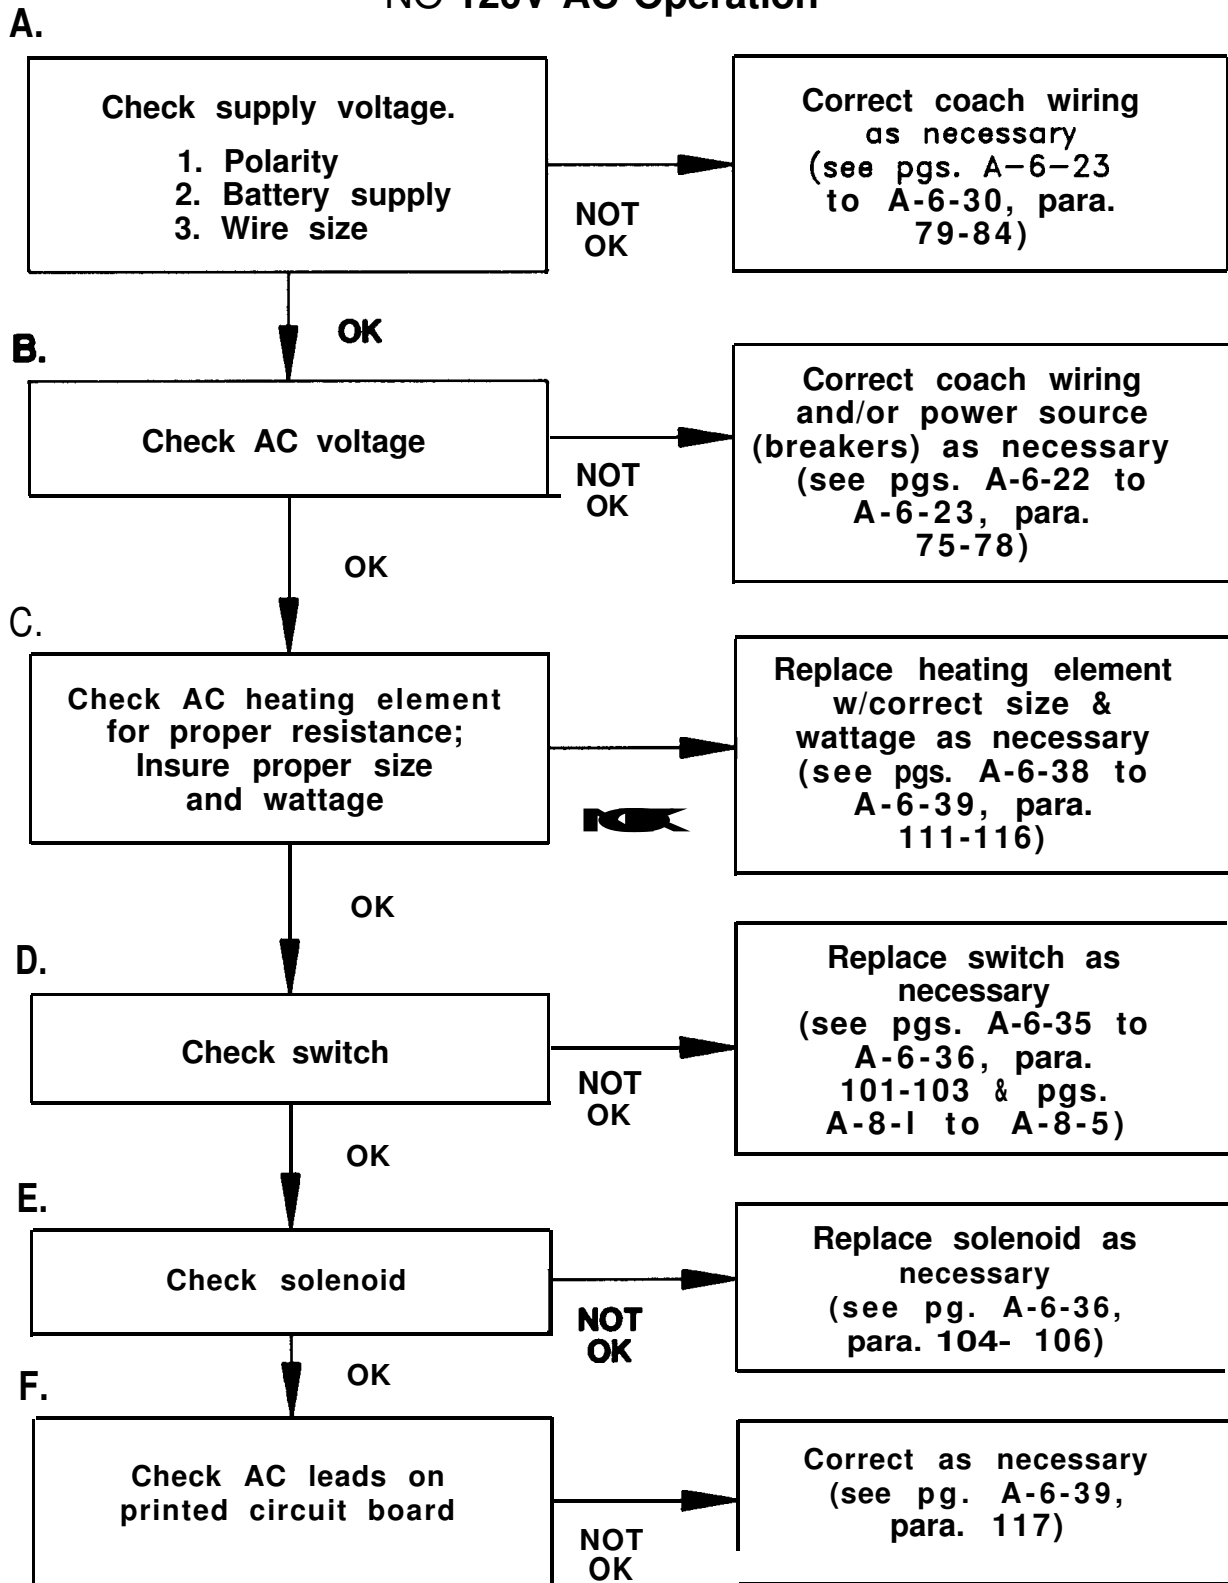 NO 120V AC Operation
A.
Check supply voltage.
1. Polarity
2. Battery supply
3. Wire size
NOT
OK
Correct coach wiring
as necessary
(see pgs. A-6-23
to A-6-30, para.
79-84)
OK
B.
Check AC voltage
NOT
OK
Correct coach wiring
and/or power source
(breakers) as necessary
(see pgs. A-6-22 to
A-6-23, para.
75-78)
OK
C.
Check AC heating element
for proper resistance;
Insure proper size
and wattage
Replace heating element
w/correct size &
wattage as necessary
(see pgs. A-6-38 to
A-6-39, para.
111-116)
OK
D.
Check switch
NOT
OK
Replace switch as
necessary
(see pgs. A-6-35 to
A-6-36, para.
101-103 & pgs.
A-8-I to A-8-5)
OK
E.
Check solenoid
NOT
OK
Replace solenoid as
necessary
(see pg. A-6-36,
para. 104- 106)
OK
F.
Check AC leads on
printed circuit board
NOT
OK
Correct as necessary
(see pg. A-6-39,
para. 117)